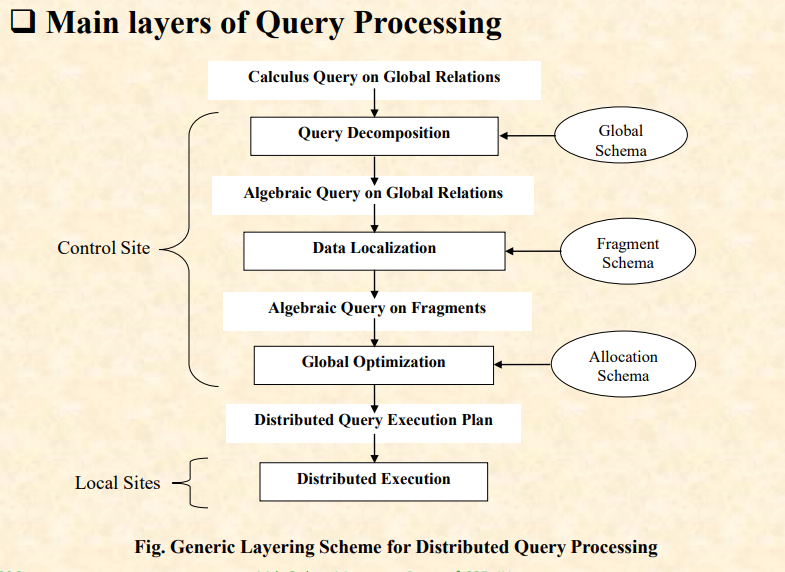 ❑ Main layers of Query Processing
Calculus Query on Global Relations
Query Decomposition
Global
Schema
Algebraic Query on Global Relations
Control Site
Data Localization
Fragment
Schema
Algebraic Query on Fragments
Global Optimization
Allocation
Schema
Distributed Query Execution Plan
Local Sites
Distributed Execution
Fig. Generic Layering Scheme for Distributed Query Processing